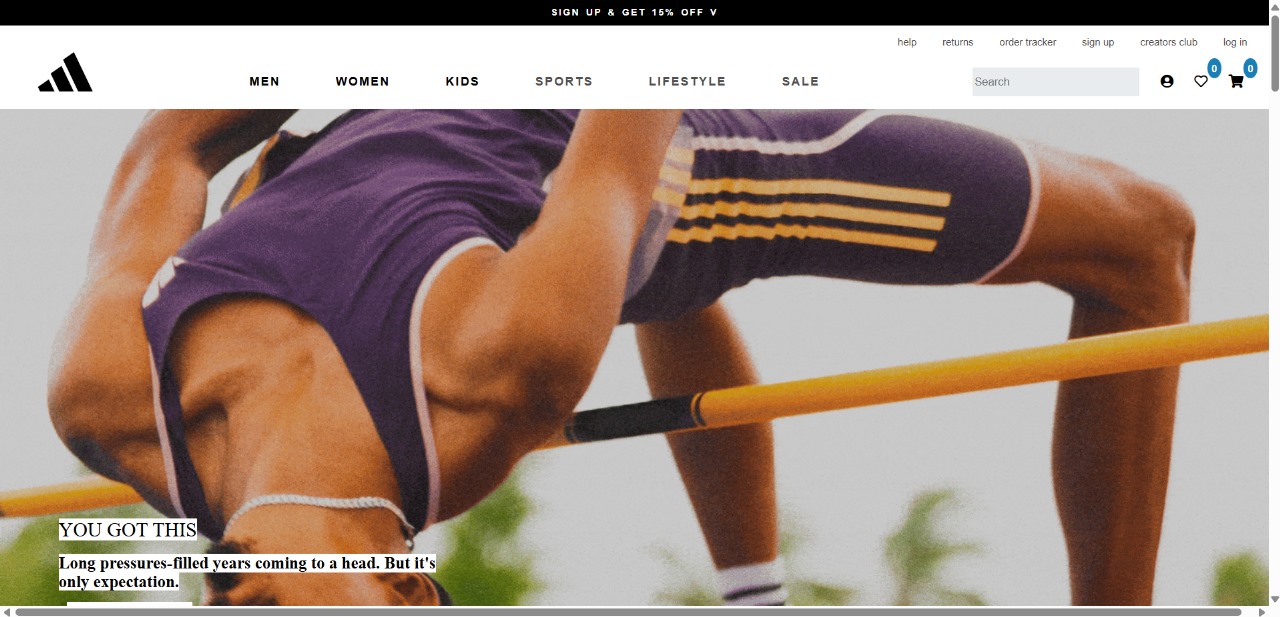 SIGN UP & GET 15% OFF V
help returns order tracker sign up creators club log in
MEN WOMEN KIDS SPORTS LIFESTYLE SALE Search 0 0
YOU GOT THIS
Long pressures-filled years coming to a head. But it's
only expectation.